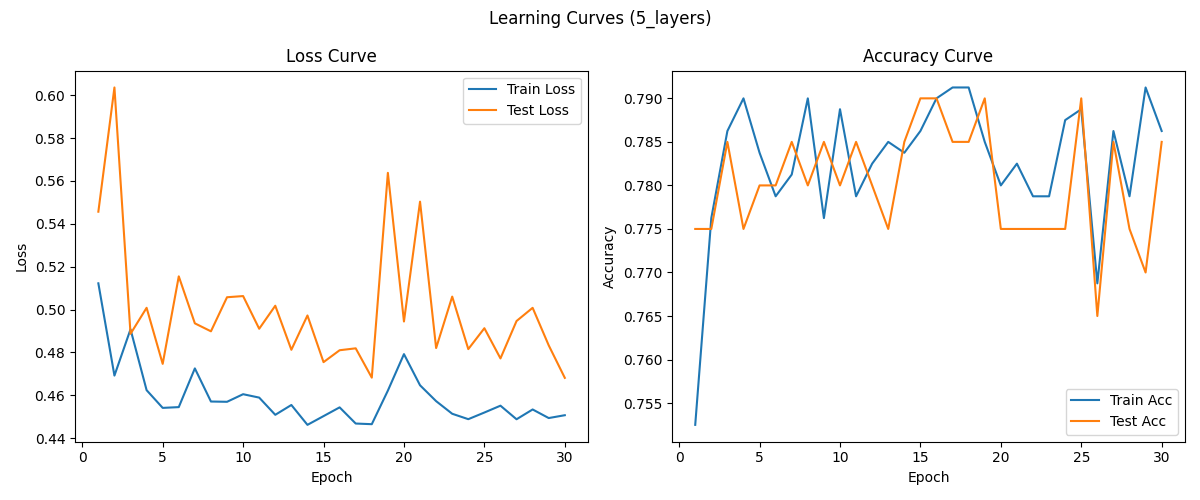 Learning Curves (5_layers)
Loss Curve
Train Loss
Test Loss
0.60
0.58
0.56
0.54
0.52
0.50
0.48
0.46
0.44
Loss
0
5
10
15
20
25
30
Epoch
Accuracy Curve
0.790
0.785
0.780
0.775
0.770
0.765
0.760
0.755
Accuracy
Train Acc
Test Acc
0
5
10
15
20
25
30
Epoch